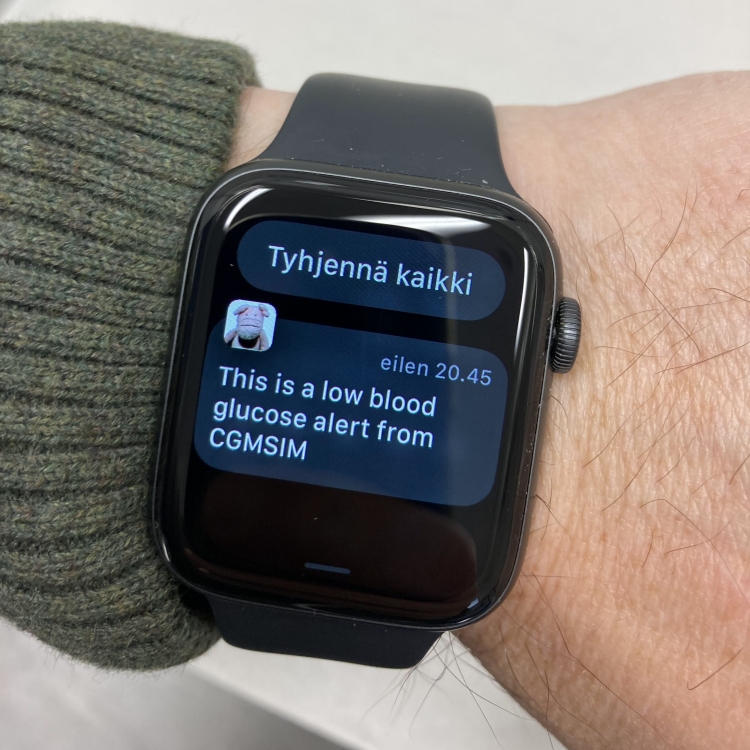 Tyhjennä kaikki
eilen 20.45
This is a low blood
glucose alert from
CGMSIM